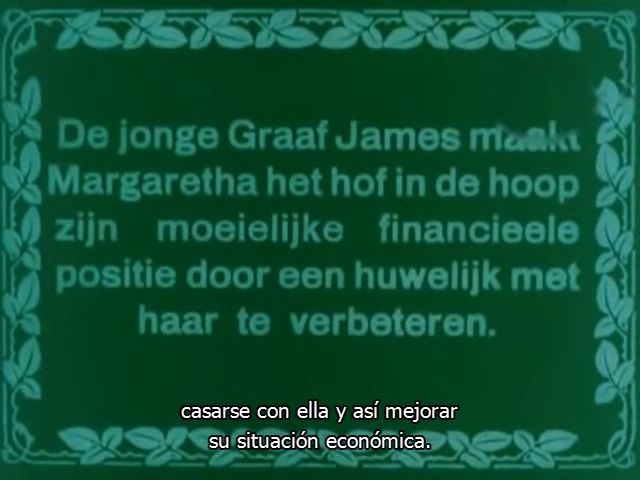 De jonge Graaf James maakt
Margaretha het hof in de hoop
zijn moeielijke financieele
positie door een huwelijk met
haar te verbeteren.
casarse con ella y así mejorar
su situación económica.